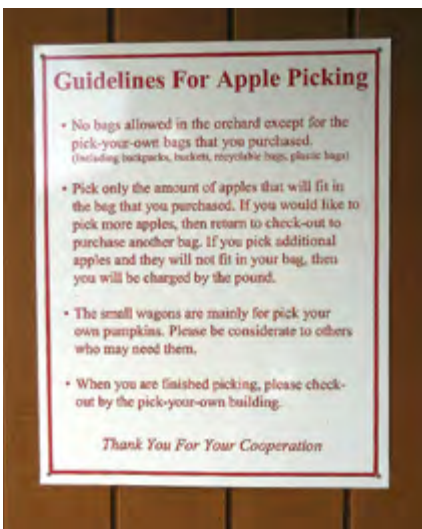 Guidelines For Apple Picking
• No bags allowed in the orchard except for the
pick-your-own bags that you purchased.
(Including backpacks, buckets, recyclable bags, plastic bags)
• Pick only the amount of apples that will fit in
the bag that you purchased. If you would like to
pick more apples, then return to check-out to
purchase another bag. If you pick additional
apples and they will not fit in your bag, then
you will be charged by the pound.
• The small wagons are mainly for pick your
own pumpkins. Please be considerate to others
who may need them.
• When you are finished picking, please check-
out by the pick-your-own building.
Thank You For Your Cooperation